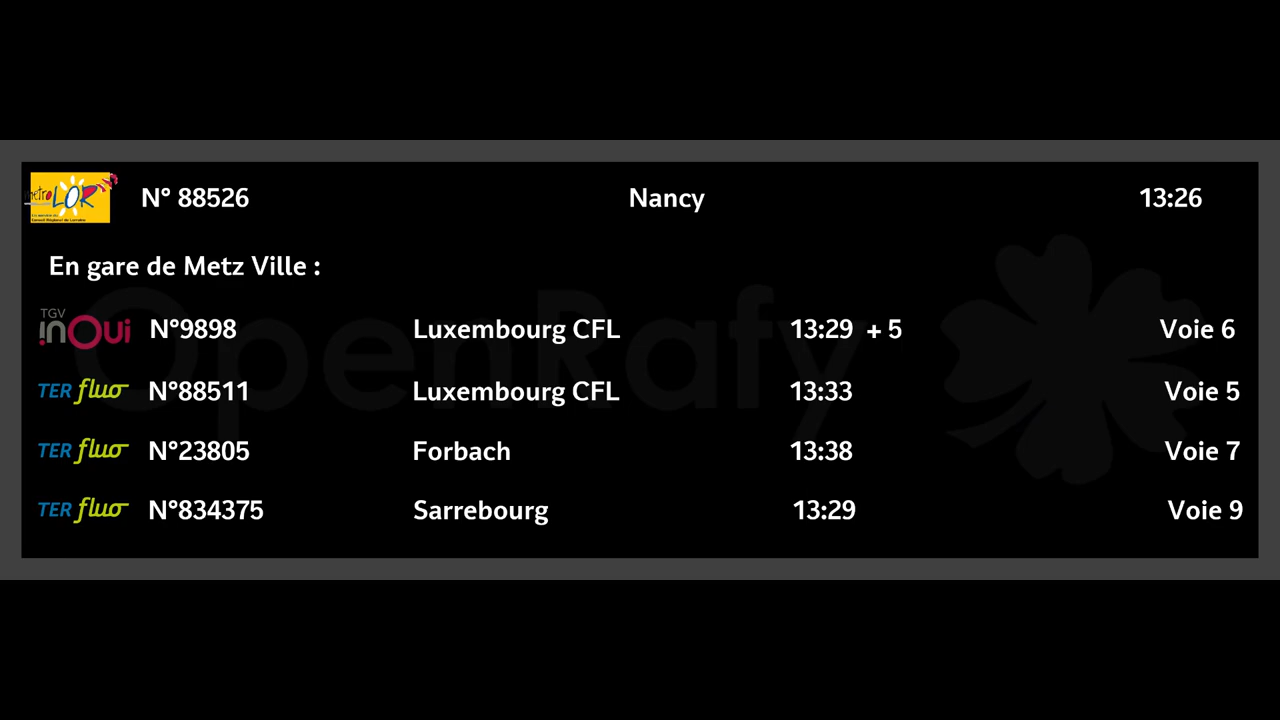 metroLOR N° 88526 Nancy 13:26
En gare de Metz Ville :
TGV inOui N°9898 Luxembourg CFL 13:29 + 5 Voie 6
TER fluo N°88511 Luxembourg CFL 13:33 Voie 5
TER fluo N°23805 Forbach 13:38 Voie 7
TER fluo N°834375 Sarrebourg 13:29 Voie 9
OpenRafy